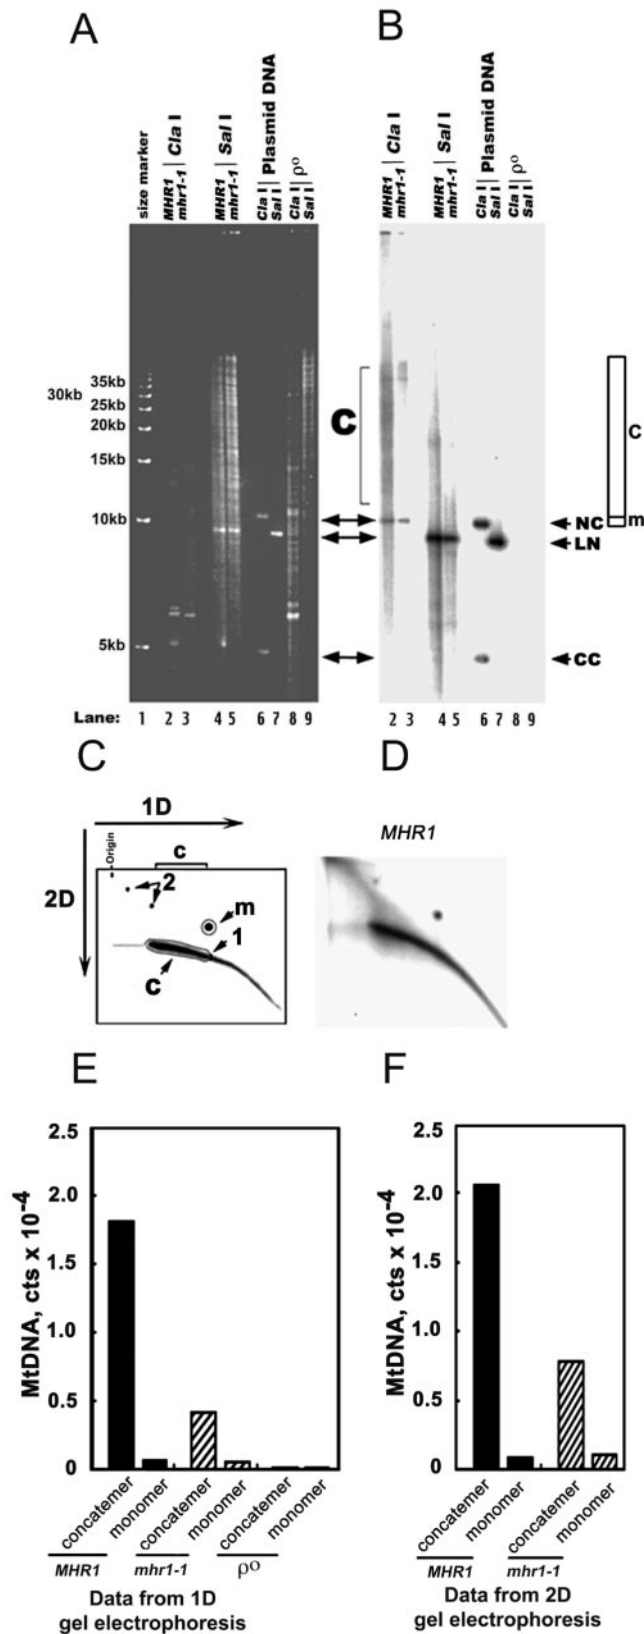 A
B
size marker
MHR1
mhr1-1
Cla I
MHR1
mhr1-1
Sal I
Cla I
Sal I
Plasmid DNA
Cla I
Sal I
ρo
MHR1
mhr1-1
Cla I
MHR1
mhr1-1
Sal I
Cla I
Sal I
Plasmid DNA
Cla I
Sal I
ρo
35kb
30kb
25kb
20kb
15kb
10kb
5kb
C
C
m
NC
LN
CC
Lane: 1 2 3 4 5 6 7 8 9
2 3 4 5 6 7 8 9
C
D
1D
Origin
c
2D
2
m
1
C
MHR1
E
F
MtDNA, cts x 10-4
2.5
2.0
1.5
1.0
0.5
0
concatemer
monomer
concatemer
monomer
concatemer
monomer
MHR1
mhr1-1
ρo
Data from 1D
gel electrophoresis
MtDNA, cts x 10-4
2.5
2.0
1.5
1.0
0.5
0
concatemer
monomer
concatemer
monomer
MHR1
mhr1-1
Data from 2D
gel electrophoresis